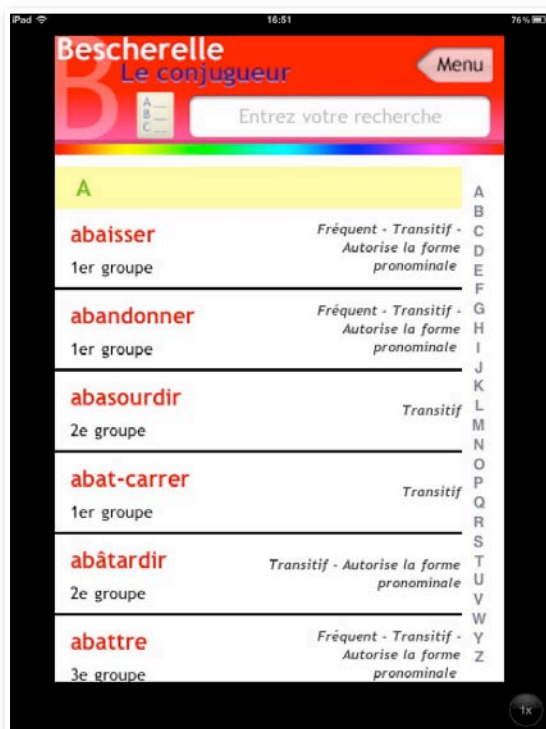 iPad 16:51 76%
Bescherelle
Le conjugueur
Menu
B
A
B
C
Entrez votre recherche
A
abaisser
1er groupe
Fréquent - Transitif -
Autorise la forme
pronominale
abandonner
1er groupe
Fréquent - Transitif -
Autorise la forme
pronominale
abasourdir
2e groupe
Transitif
abat-carrer
1er groupe
Transitif
abâtardir
2e groupe
Transitif - Autorise la forme
pronominale
abattre
3e groupe
Fréquent - Transitif -
Autorise la forme
pronominale
A
B
C
D
E
F
G
H
I
J
K
L
M
N
O
P
Q
R
S
T
U
V
W
Y
Z
1x